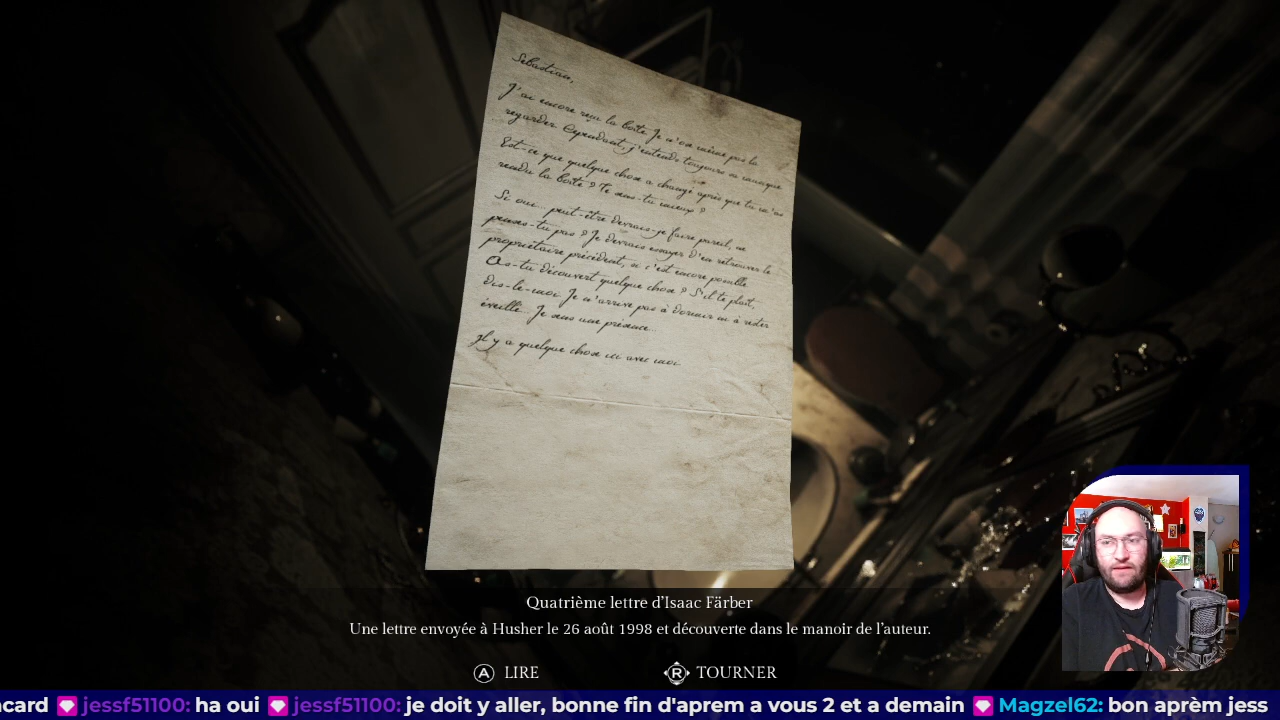 Sebastian,
J'ai encore reçu la boîte. Je n'ose même pas la
regarder. Cependant, j'entends toujours sa musique
Est-ce que quelque chose a changé après que tu m'as
rendu la boîte ? Te sens-tu mieux ?
Si oui... peut-être devrais-je faire pareil, ne
penses-tu pas ? Je devrais essayer d'en retrouver le
propriétaire précédent, si c'est encore possible
As-tu découvert quelque chose ? S'il te plaît,
dis-le-moi. Je n'arrive pas à dormir ni à rester
éveillé... Je sens une présence...
Il y a quelque chose ici avec moi.
Quatrième lettre d'Isaac Färber
Une lettre envoyée à Husher le 26 août 1998 et découverte dans le manoir de l'auteur.
A LIRE R TOURNER
card jessf51100: ha oui jessf51100: je doit y aller, bonne fin d'aprem a vous 2 et a demain Magzel62: bon aprèm jess